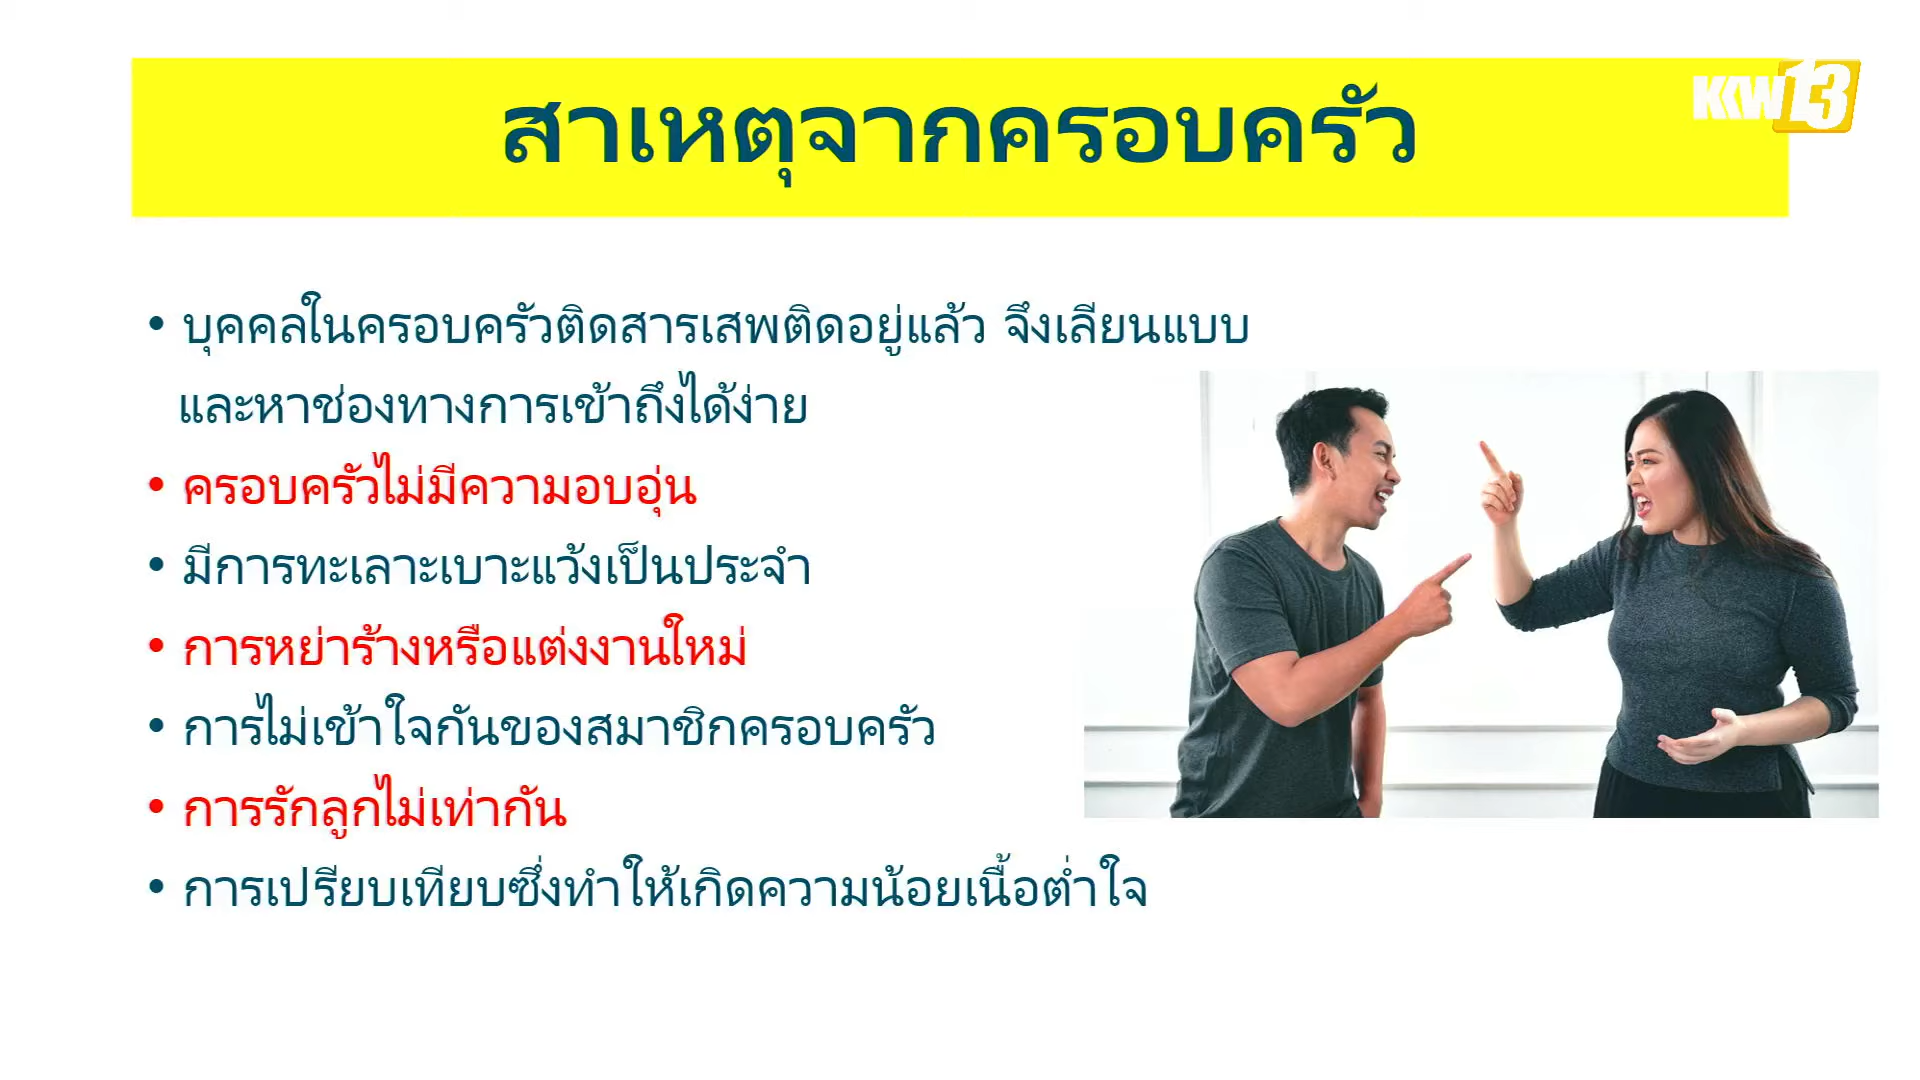 KKW13
สาเหตุจากครอบครัว
• บุคคลในครอบครัวติดสารเสพติดอยู่แล้ว จึงเลียนแบบ
และหาช่องทางการเข้าถึงได้ง่าย
• ครอบครัวไม่มีความอบอุ่น
• มีการทะเลาะเบาะแว้งเป็นประจำ
• การหย่าร้างหรือแต่งงานใหม่
• การไม่เข้าใจกันของสมาชิกครอบครัว
• การรักลูกไม่เท่ากัน
• การเปรียบเทียบซึ่งทำให้เกิดความน้อยเนื้อต่ำใจ